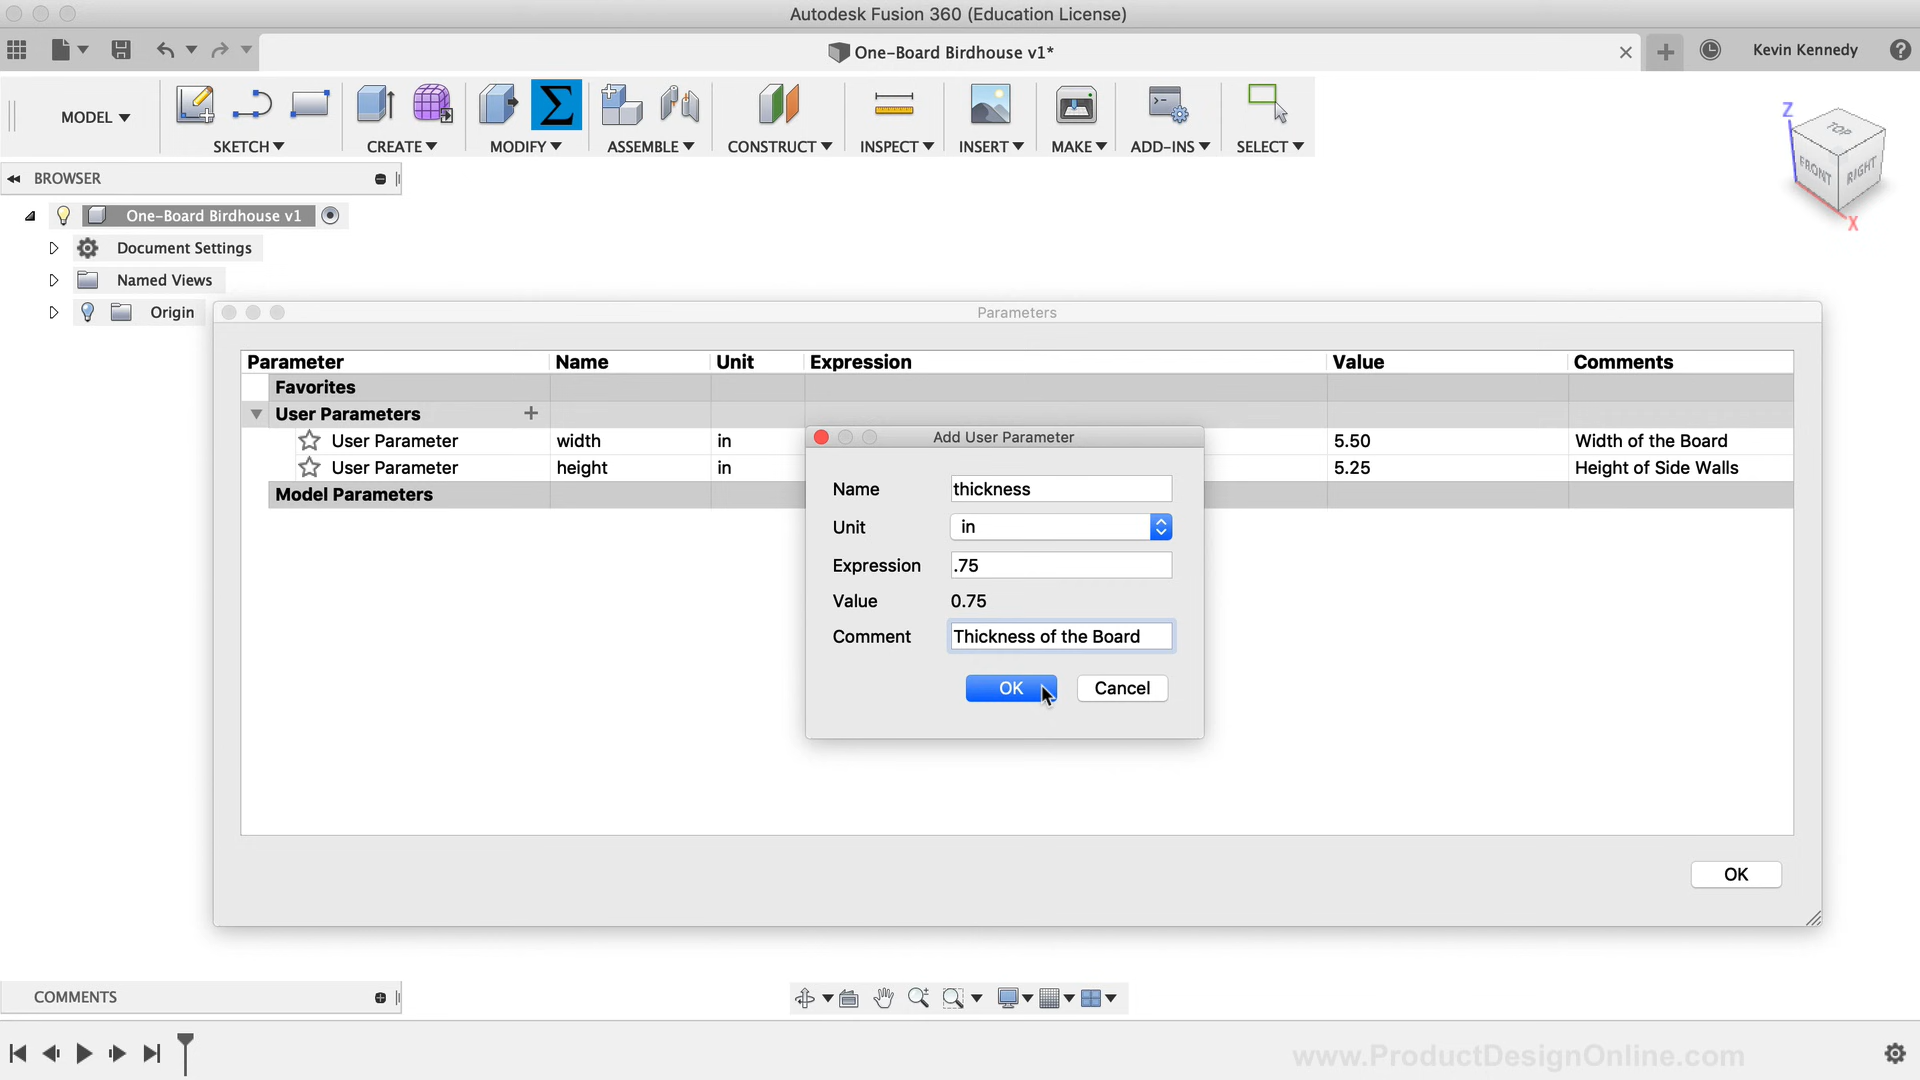 Autodesk Fusion 360 (Education License)
One-Board Birdhouse v1*
Kevin Kennedy
MODEL
SKETCH
CREATE
MODIFY
ASSEMBLE
CONSTRUCT
INSPECT
INSERT
MAKE
ADD-INS
SELECT
Z
TOP
FRONT
RIGHT
X
BROWSER
One-Board Birdhouse v1
Document Settings
Named Views
Origin
Parameters
Parameter Name Unit Expression Value Comments
Favorites
User Parameters +
User Parameter width in 5.50 Width of the Board
User Parameter height in 5.25 Height of Side Walls
Model Parameters
Add User Parameter
Name thickness
Unit in
Expression .75
Value 0.75
Comment Thickness of the Board
OK Cancel
OK
COMMENTS
www.ProductDesignOnline.com